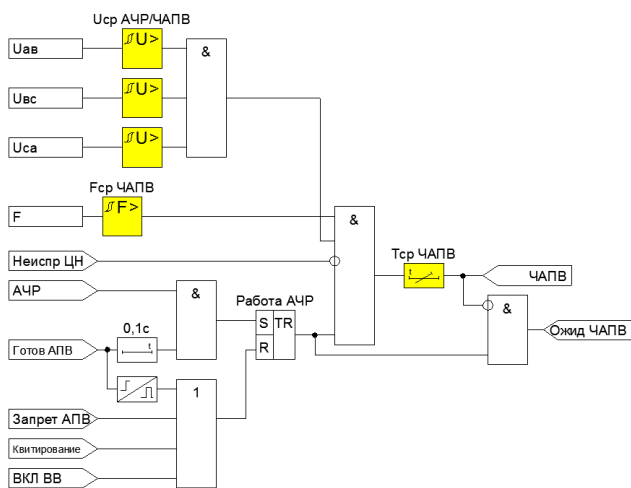 Uср АЧР/ЧАПВ
Uав
U>
&
Uвс
U>
Uса
U>
Fср ЧАПВ
F
F>
&
Неиспр ЦН
Tср ЧАПВ
t
ЧАПВ
АЧР
&
Работа АЧР
S TR
R
&
Ожид ЧАПВ
0,1с
Готов АПВ
t
1
Запрет АПВ
Квитирование
ВКЛ ВВ